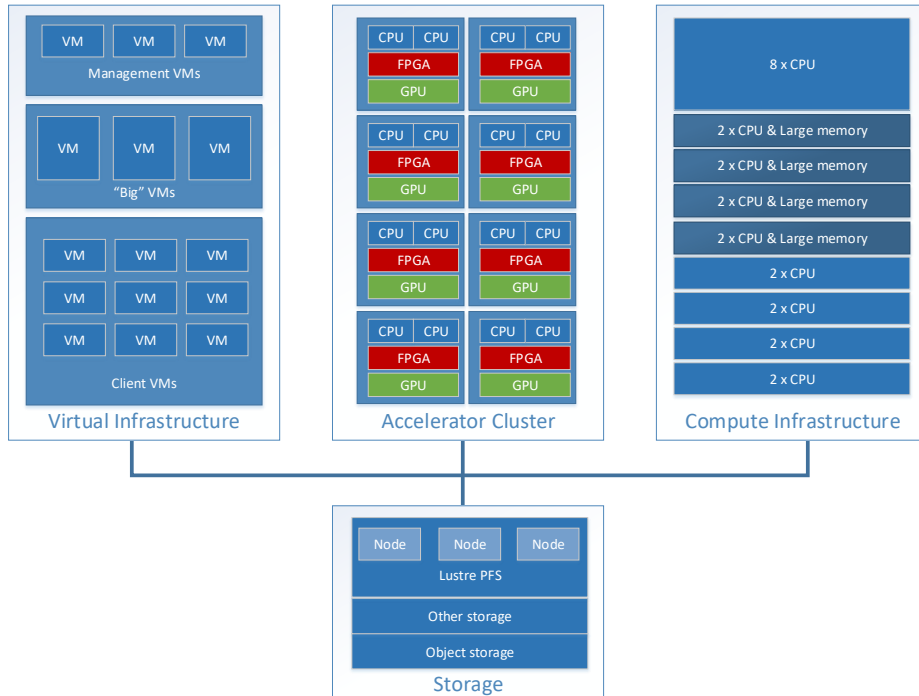 VM VM VM
Management VMs
VM VM VM
“Big” VMs
VM VM VM
VM VM VM
VM VM VM
Client VMs
Virtual Infrastructure
CPU CPU CPU CPU
FPGA FPGA
GPU GPU
CPU CPU CPU CPU
FPGA FPGA
GPU GPU
CPU CPU CPU CPU
FPGA FPGA
GPU GPU
CPU CPU CPU CPU
FPGA FPGA
GPU GPU
Accelerator Cluster
8 x CPU
2 x CPU & Large memory
2 x CPU & Large memory
2 x CPU & Large memory
2 x CPU & Large memory
2 x CPU
2 x CPU
2 x CPU
2 x CPU
Compute Infrastructure
Node Node Node
Lustre PFS
Other storage
Object storage
Storage